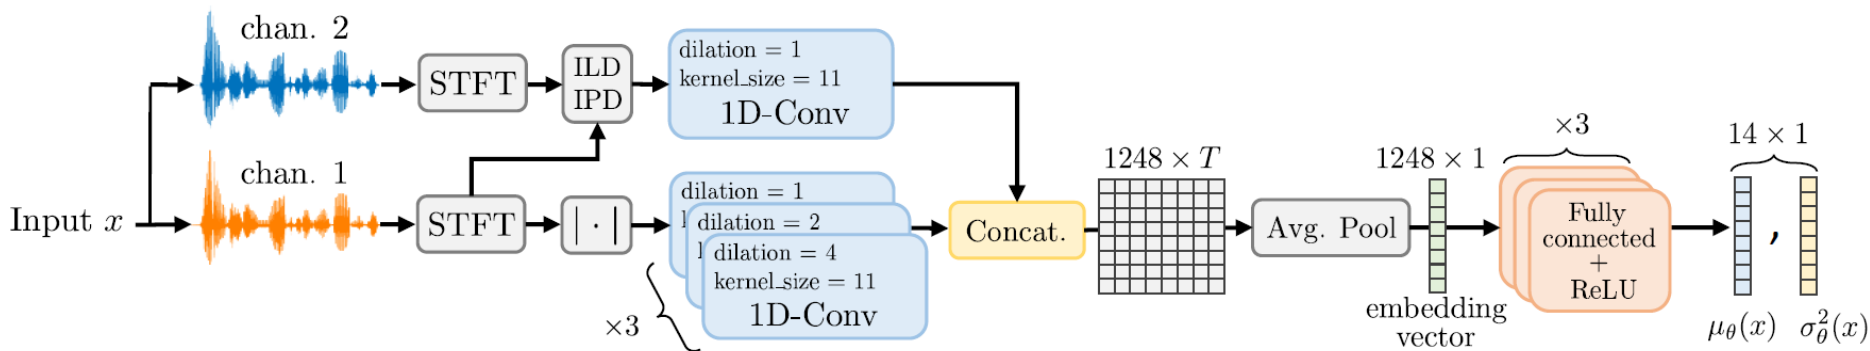 Input x
chan. 2
STFT
ILD
IPD
dilation = 1
kernel_size = 11
1D-Conv
chan. 1
STFT
| · |
dilation = 1
dilation = 2
dilation = 4
kernel_size = 11
1D-Conv
×3
Concat.
1248 × T
Avg. Pool
1248 × 1
embedding
vector
×3
Fully
connected
+
ReLU
14 × 1
,
μ_θ(x)
σ²_θ(x)